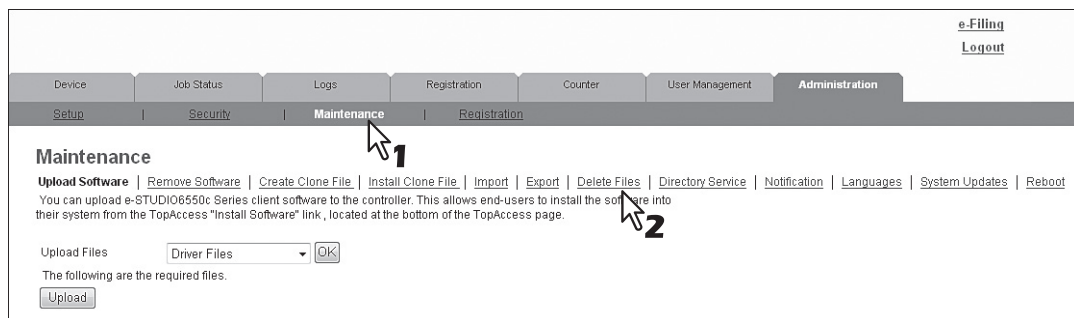 e-Filing
Logout
Device Job Status Logs Registration Counter User Management Administration
Setup | Security | Maintenance | Registration
1
Maintenance
Upload Software | Remove Software | Create Clone File | Install Clone File | Import | Export | Delete Files | Directory Service | Notification | Languages | System Updates | Reboot
You can upload e-STUDIO6550c Series client software to the controller. This allows end-users to install the software into
their system from the TopAccess "Install Software" link , located at the bottom of the TopAccess page.
2
Upload Files Driver Files OK
The following are the required files.
Upload